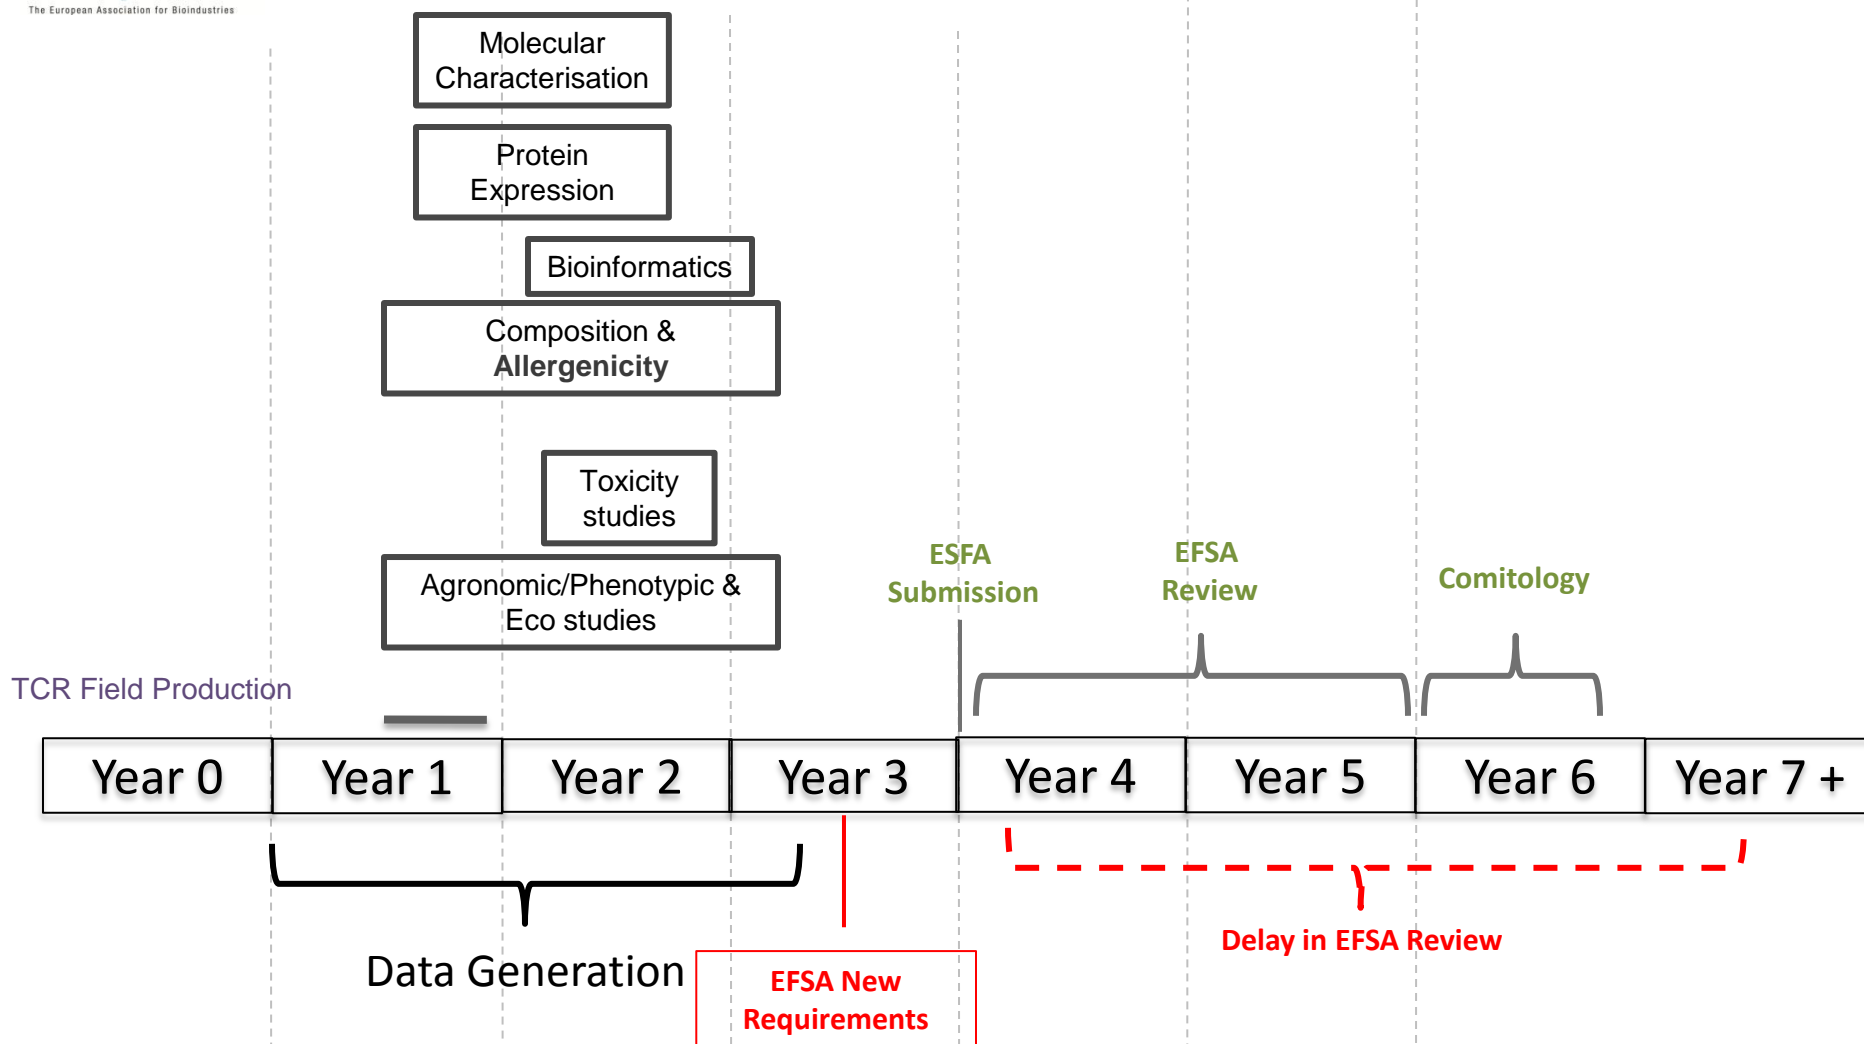 The European Association for Bioindustries
Molecular
Characterisation
Protein
Expression
Bioinformatics
Composition &
Allergenicity
Toxicity
studies
Agronomic/Phenotypic &
Eco studies
ESFA
Submission
EFSA
Review
Comitology
TCR Field Production
Year 0
Year 1
Year 2
Year 3
Year 4
Year 5
Year 6
Year 7 +
Data Generation
EFSA New
Requirements
Delay in EFSA Review